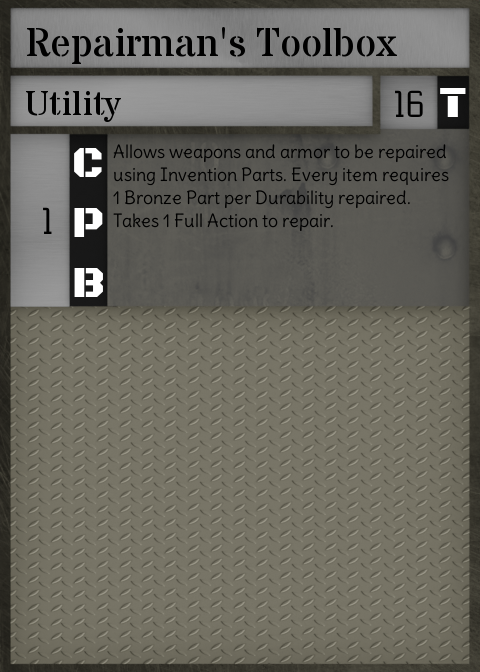 Repairman's Toolbox
Utility
16 T
1
C
P
B
Allows weapons and armor to be repaired
using Invention Parts. Every item requires
1 Bronze Part per Durability repaired.
Takes 1 Full Action to repair.